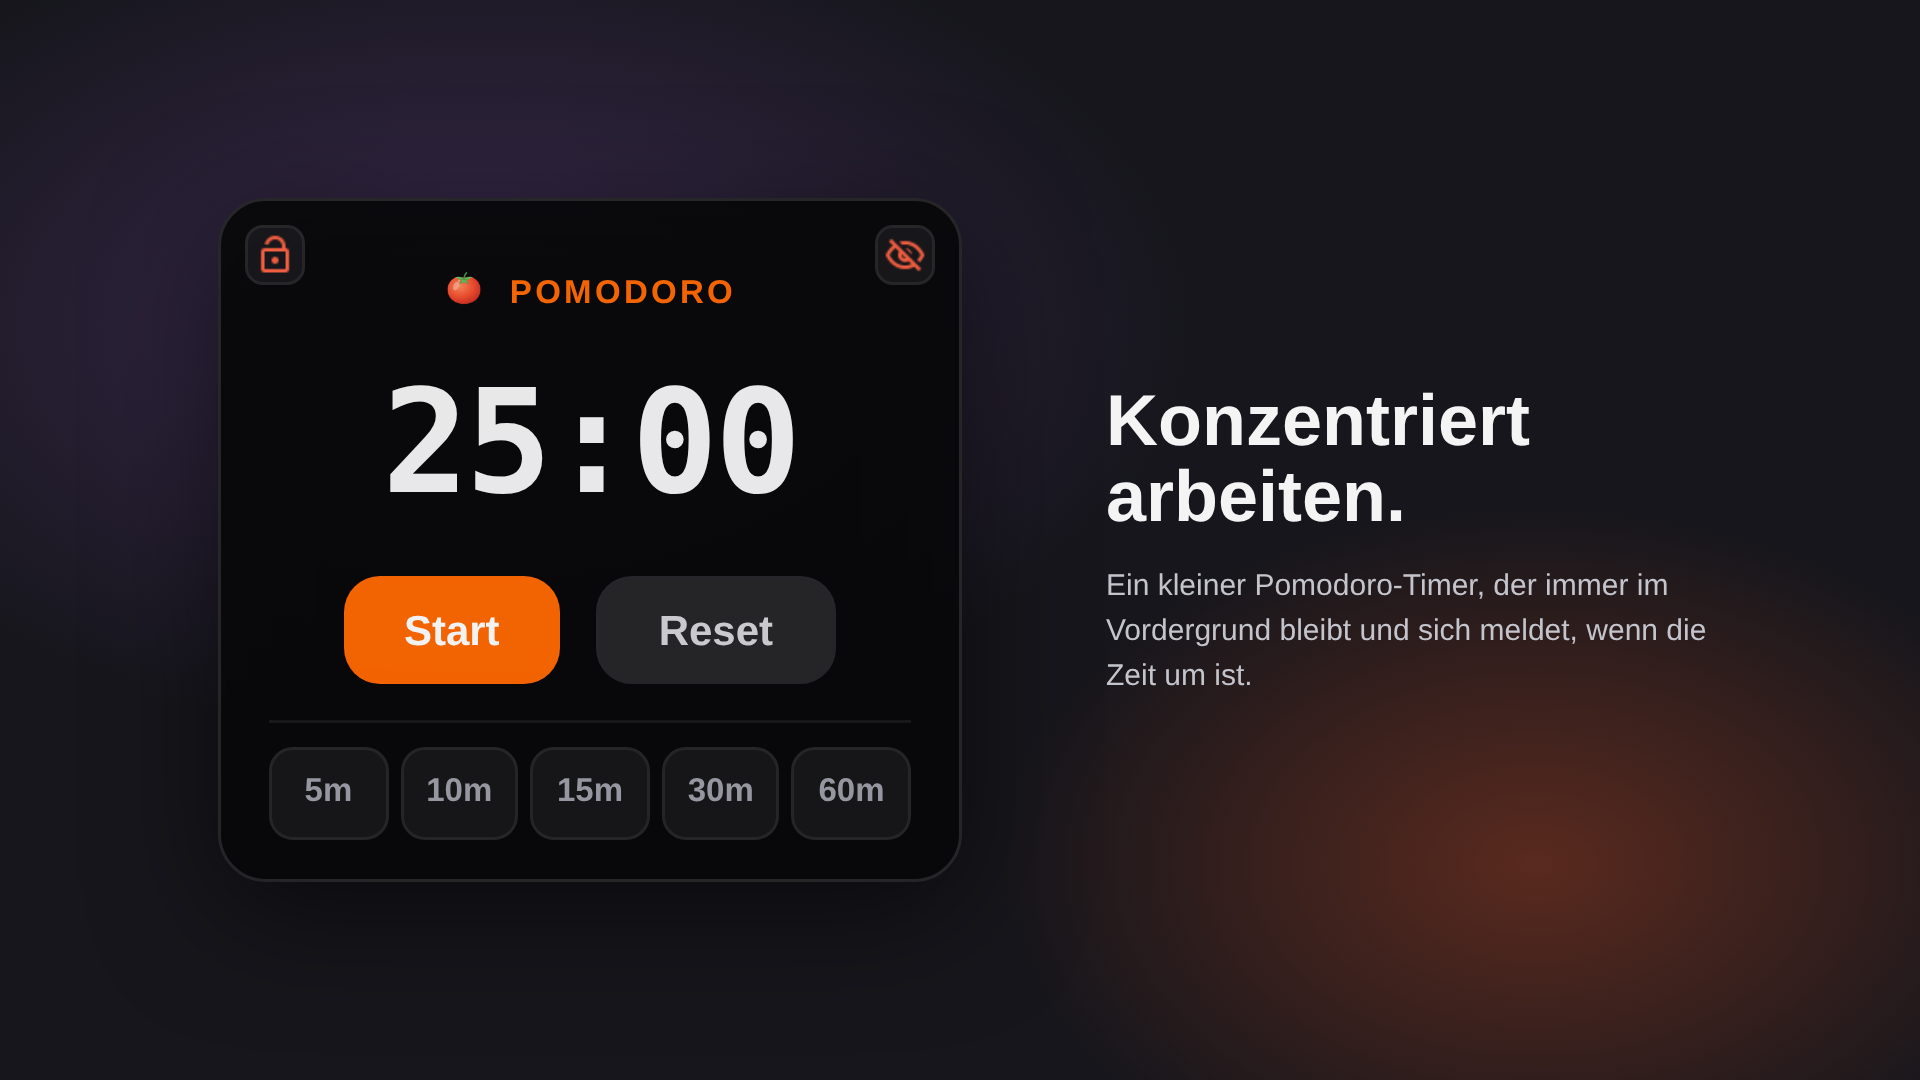 POMODORO
25:00
Start Reset
5m 10m 15m 30m 60m
Konzentriert
arbeiten.
Ein kleiner Pomodoro-Timer, der immer im
Vordergrund bleibt und sich meldet, wenn die
Zeit um ist.